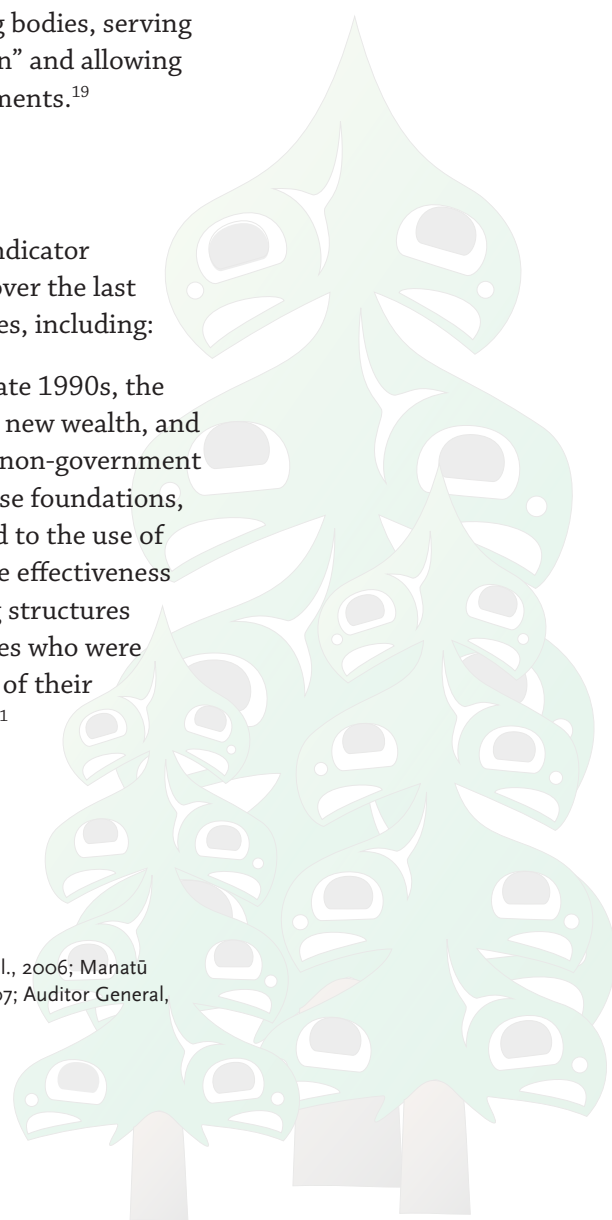 g bodies, serving
n” and allowing
ments.19
ndicator
over the last
es, including:
ate 1990s, the
new wealth, and
non-government
se foundations,
d to the use of
e effectiveness
g structures
es who were
of their
1
l., 2006; Manatū
07; Auditor General,